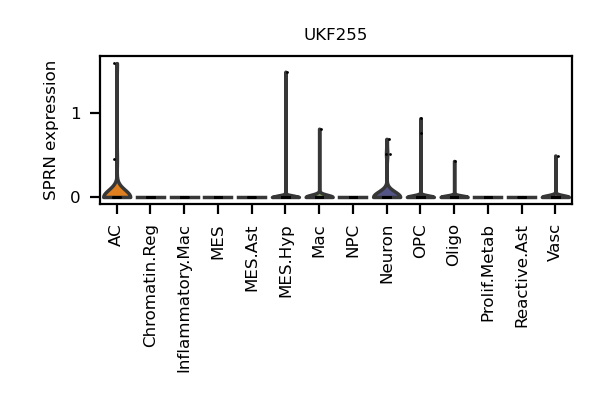 UKF255
SPRN expression
1
0
AC
Chromatin.Reg
Inflammatory.Mac
MES
MES.Ast
MES.Hyp
Mac
NPC
Neuron
OPC
Oligo
Prolif.Metab
Reactive.Ast
Vasc